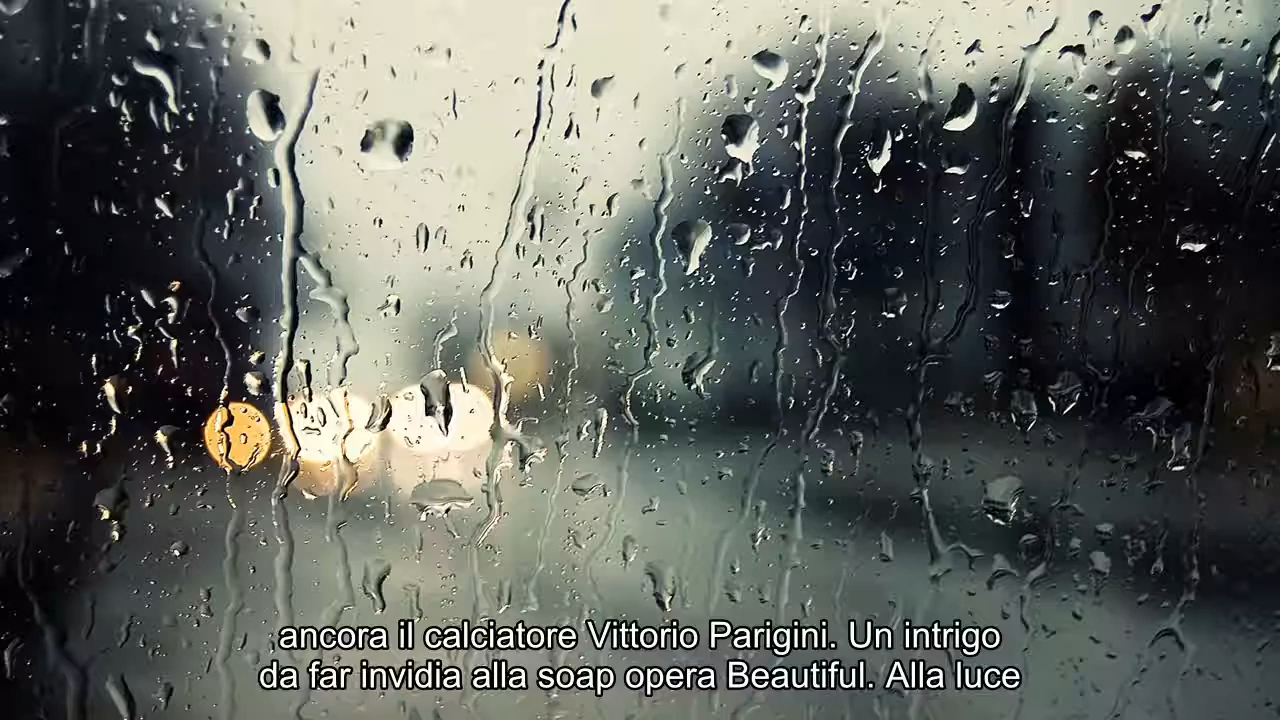 ancora il calciatore Vittorio Parigini. Un intrigo
da far invidia alla soap opera Beautiful. Alla luce